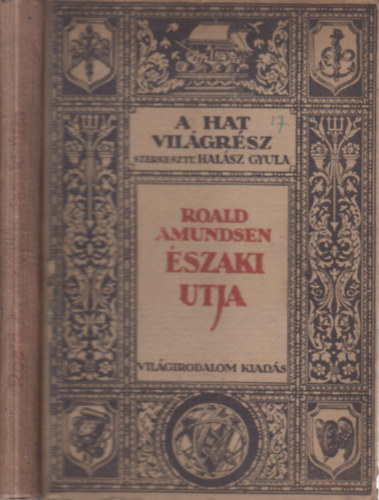 A HAT
VILÁGRÉSZ
SZERKESZTI: HALÁSZ GYULA
17.
ROALD
AMUNDSEN
ÉSZAKI
UTJA
VILÁGIRODALOM KIADÁS